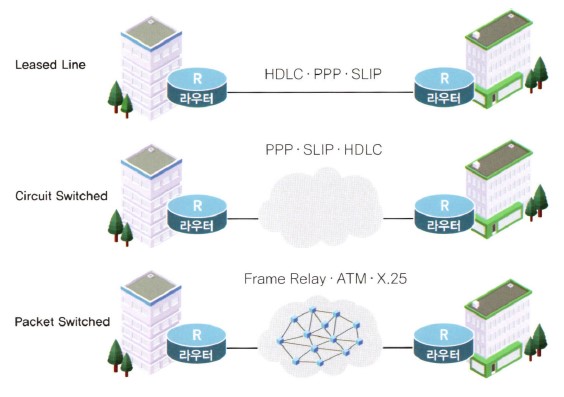 Leased Line
HDLC · PPP · SLIP
R
라우터
R
라우터
PPP · SLIP · HDLC
Circuit Switched
R
라우터
R
라우터
Frame Relay · ATM · X.25
Packet Switched
R
라우터
R
라우터